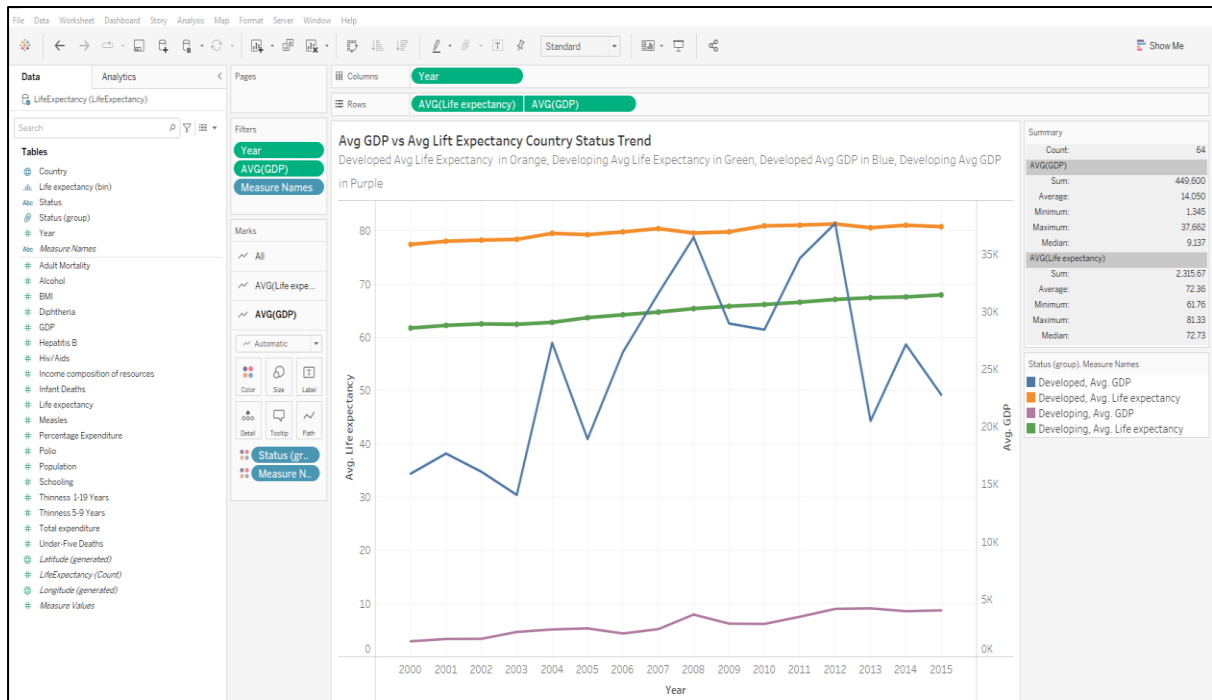 File Data Worksheet Dashboard Story Analysis Map Format Server Window Help
Standard
Show Me
Data Analytics
LifeExpectancy (LifeExpectancy)
Search
Tables
Country
Life expectancy (bin)
Abc Status
Status (group)
# Year
Abc Measure Names
# Adult Mortality
# Alcohol
# BMI
# Diphtheria
# GDP
# Hepatitis B
# Hiv/Aids
# Income composition of resources
# Infant Deaths
# Life expectancy
# Measles
# Percentage Expenditure
# Polio
# Population
# Schooling
# Thinness 1-19 Years
# Thinness 5-9 Years
# Total expenditure
# Under-Five Deaths
Latitude (generated)
# LifeExpectancy (Count)
Longitude (generated)
# Measure Values
Pages
Filters
Year
AVG(GDP)
Measure Names
Marks
All
AVG(Life expe...
AVG(GDP)
Automatic
Color Size Label
Detail Tooltip Path
Status (gr..
Measure N..
Columns Year
Rows AVG(Life expectancy) AVG(GDP)
Avg GDP vs Avg Lift Expectancy Country Status Trend
Developed Avg Life Expectancy in Orange, Developing Avg Life Expectancy in Green, Developed Avg GDP in Blue, Developing Avg GDP
in Purple
Avg. Life expectancy
80
70
60
50
40
30
20
10
0
35K
30K
25K
20K
15K
10K
5K
0K
Avg. GDP
2000 2001 2002 2003 2004 2005 2006 2007 2008 2009 2010 2011 2012 2013 2014 2015
Year
Summary
Count: 64
AVG(GDP)
Sum: 449,600
Average: 14,050
Minimum: 1,345
Maximum: 37,662
Median: 9,137
AVG(Life expectancy)
Sum: 2,315.67
Average: 72.36
Minimum: 61.76
Maximum: 81.33
Median: 72.73
Status (group), Measure Names
Developed, Avg. GDP
Developed, Avg. Life expectancy
Developing, Avg. GDP
Developing, Avg. Life expectancy